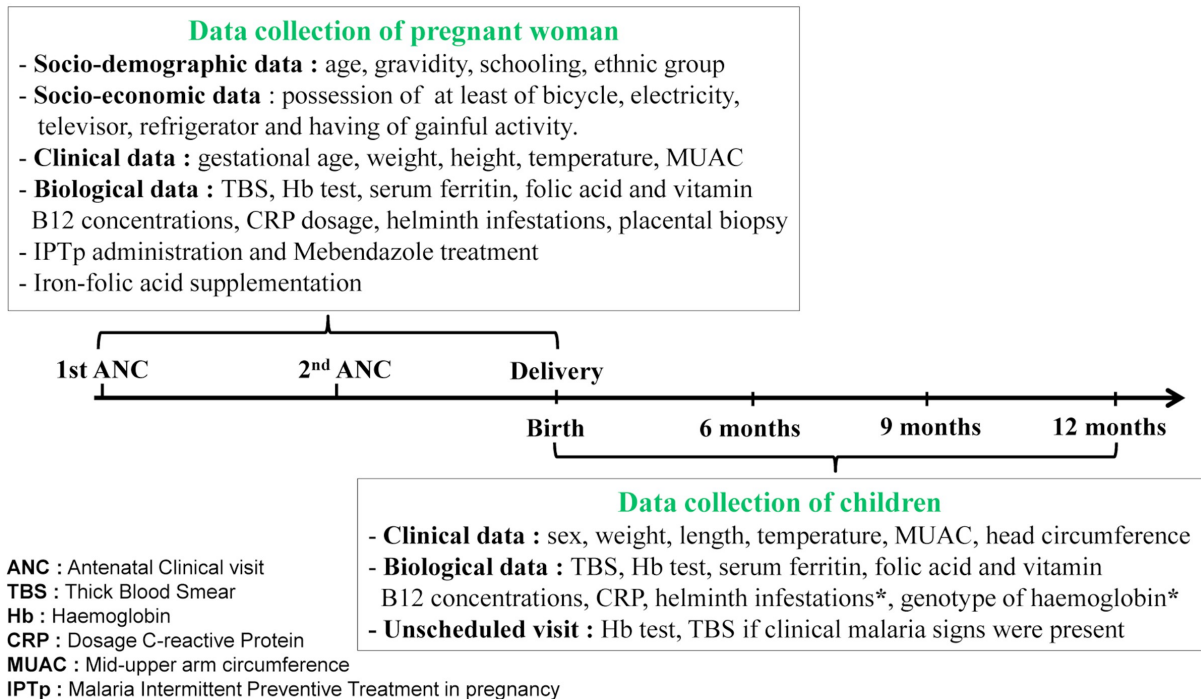 Data collection of pregnant woman
- Socio-demographic data : age, gravidity, schooling, ethnic group
- Socio-economic data : possession of at least of bicycle, electricity,
televisor, refrigerator and having of gainful activity.
- Clinical data : gestational age, weight, height, temperature, MUAC
- Biological data : TBS, Hb test, serum ferritin, folic acid and vitamin
B12 concentrations, CRP dosage, helminth infestations, placental biopsy
- IPTp administration and Mebendazole treatment
- Iron-folic acid supplementation
1st ANC 2nd ANC Delivery
Birth 6 months 9 months 12 months
Data collection of children
- Clinical data : sex, weight, length, temperature, MUAC, head circumference
- Biological data : TBS, Hb test, serum ferritin, folic acid and vitamin
B12 concentrations, CRP, helminth infestations*, genotype of haemoglobin*
- Unscheduled visit : Hb test, TBS if clinical malaria signs were present
ANC : Antenatal Clinical visit
TBS : Thick Blood Smear
Hb : Haemoglobin
CRP : Dosage C-reactive Protein
MUAC : Mid-upper arm circumference
IPTp : Malaria Intermittent Preventive Treatment in pregnancy